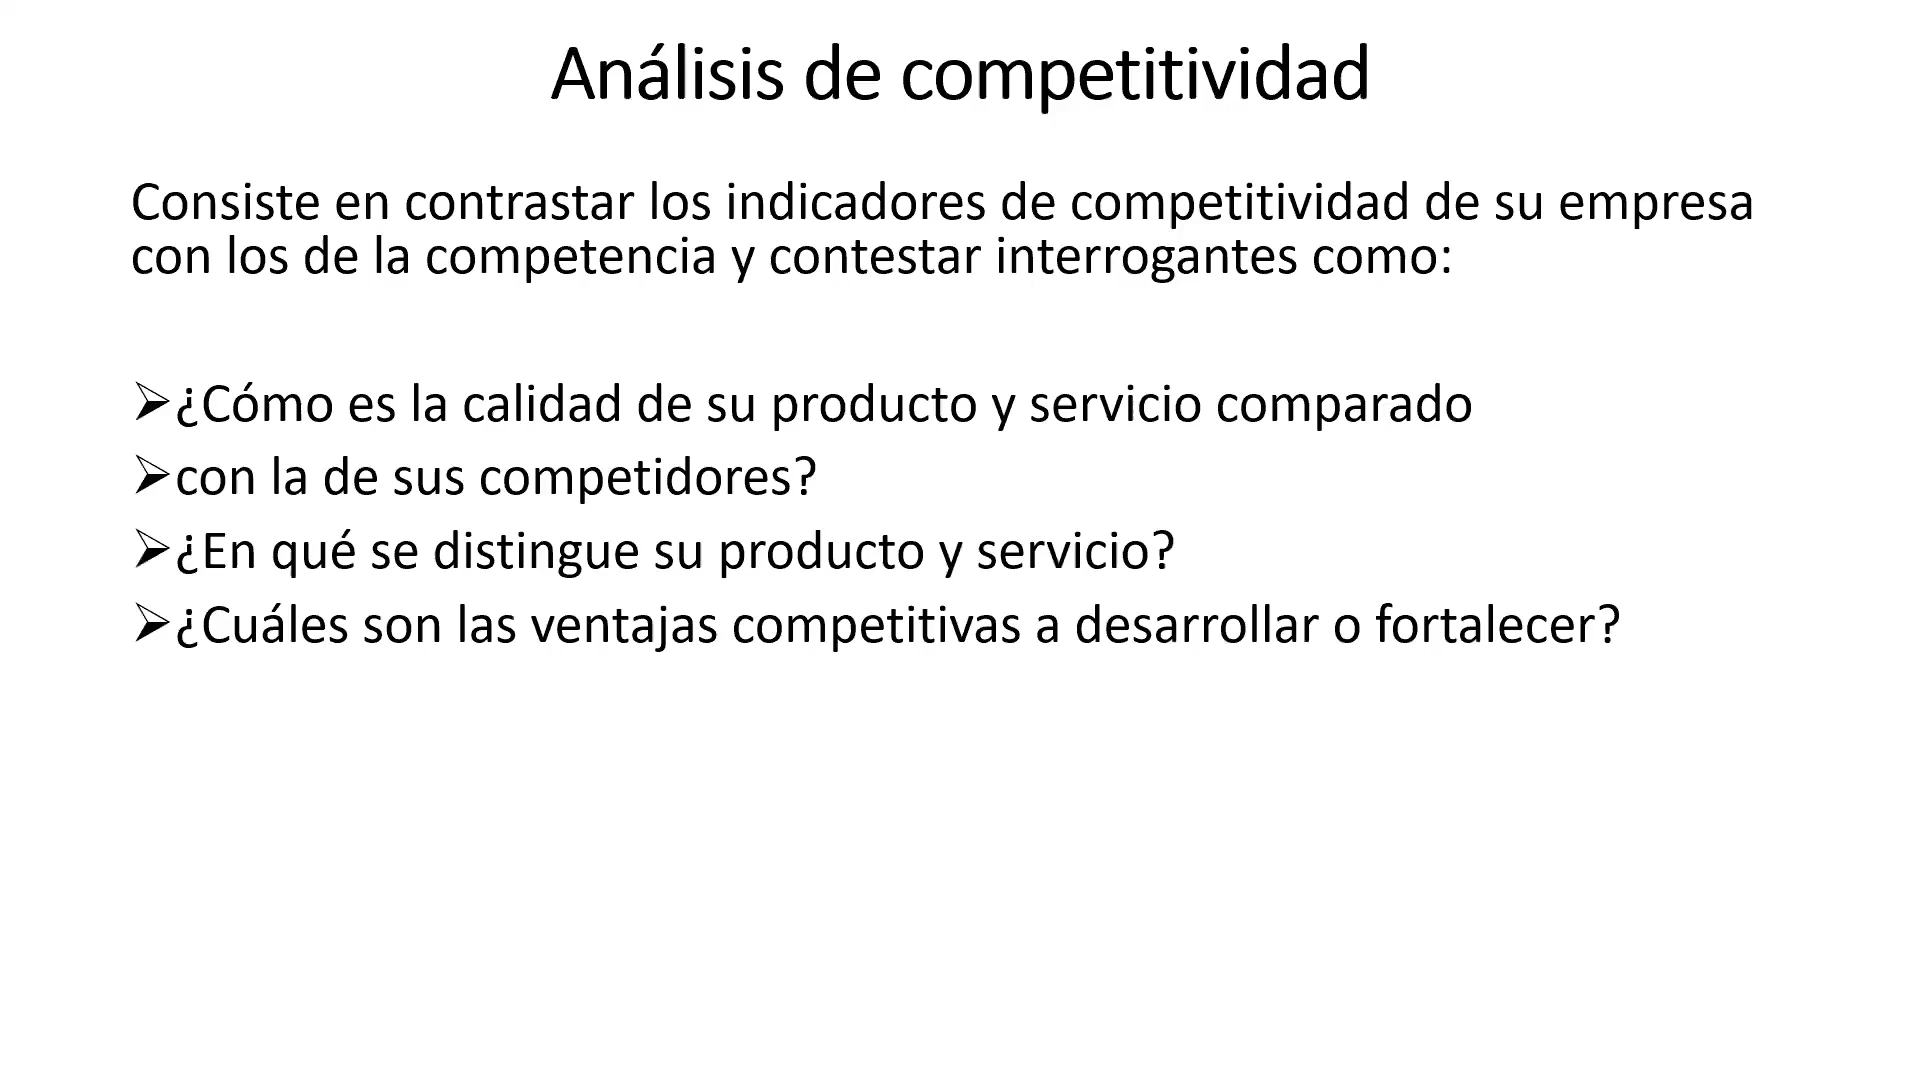 Análisis de competitividad
Consiste en contrastar los indicadores de competitividad de su empresa
con los de la competencia y contestar interrogantes como:
➢¿Cómo es la calidad de su producto y servicio comparado
➢con la de sus competidores?
➢¿En qué se distingue su producto y servicio?
➢¿Cuáles son las ventajas competitivas a desarrollar o fortalecer?